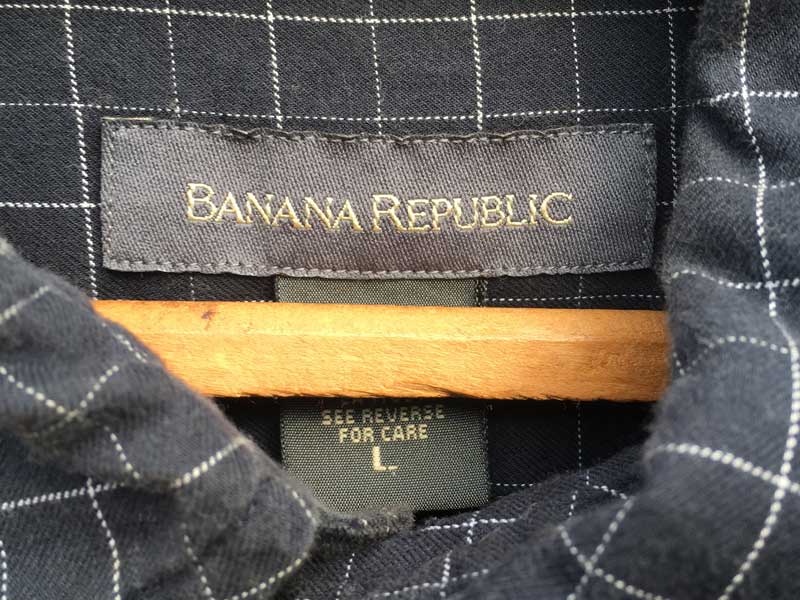 BANANA REPUBLIC
SEE REVERSE
FOR CARE
L